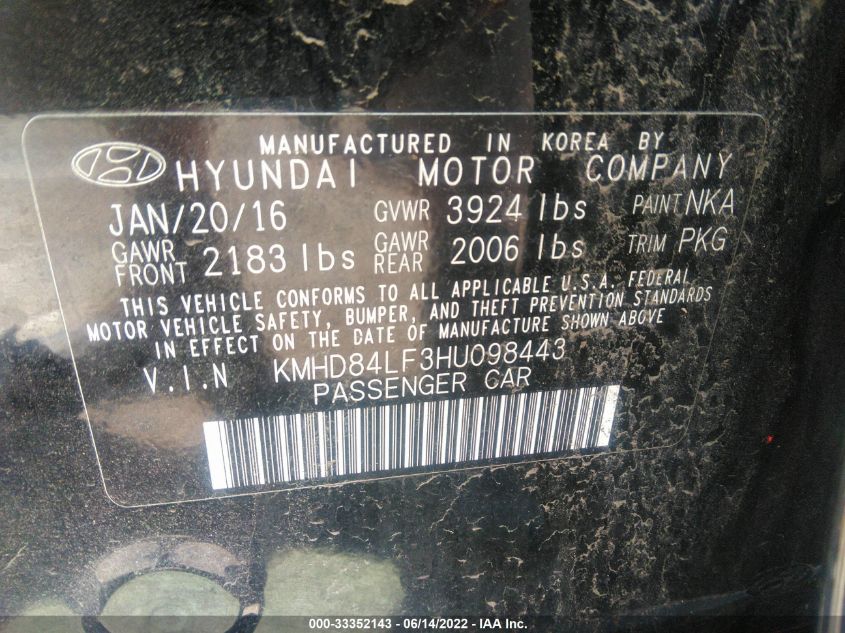 MANUFACTURED IN KOREA BY
HYUNDAI MOTOR COMPANY
JAN/20/16 GVWR 3924 lbs PAINT NKA
GAWR FRONT 2183 lbs GAWR REAR 2006 lbs TRIM PKG
THIS VEHICLE CONFORMS TO ALL APPLICABLE U.S.A. FEDERAL
MOTOR VEHICLE SAFETY, BUMPER, AND THEFT PREVENTION STANDARDS
IN EFFECT ON THE DATE OF MANUFACTURE SHOWN ABOVE
V.I.N KMHD84LF3HU098443
PASSENGER CAR
000-33352143 - 06/14/2022 - IAA Inc.